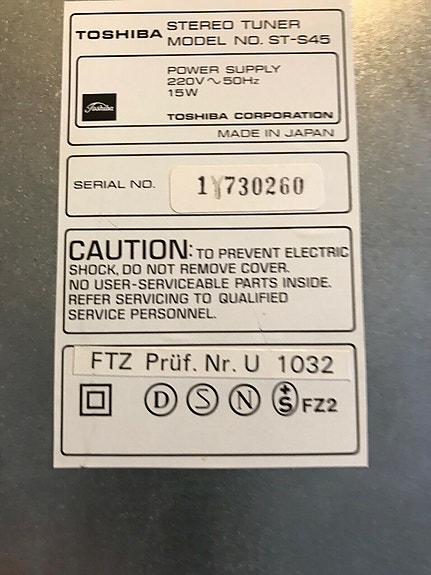 TOSHIBA STEREO TUNER
MODEL NO. ST-S45
POWER SUPPLY
220V～50Hz
15W
Toshiba
TOSHIBA CORPORATION
MADE IN JAPAN
SERIAL NO. 1Y730260
CAUTION: TO PREVENT ELECTRIC
SHOCK, DO NOT REMOVE COVER.
NO USER-SERVICEABLE PARTS INSIDE.
REFER SERVICING TO QUALIFIED
SERVICE PERSONNEL.
FTZ Prüf. Nr. U 1032
D S N +S FZ2